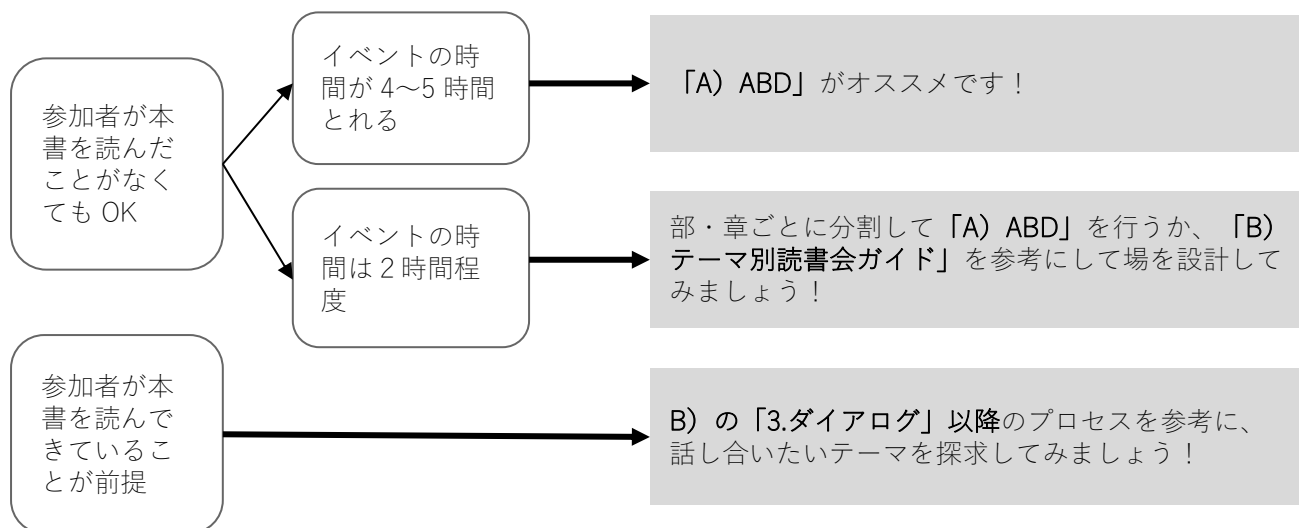 参加者が本
書を読んだ
ことがなく
ても OK
イベントの時
間が 4~5 時間
とれる
「A）ABD」がオススメです！
イベントの時
間は２時間程
度
部・章ごとに分割して「A）ABD」を行うか、「B）
テーマ別読書会ガイド」を参考にして場を設計して
みましょう！
参加者が本
書を読んで
きているこ
とが前提
B）の「3.ダイアログ」以降のプロセスを参考に、
話し合いたいテーマを探求してみましょう！